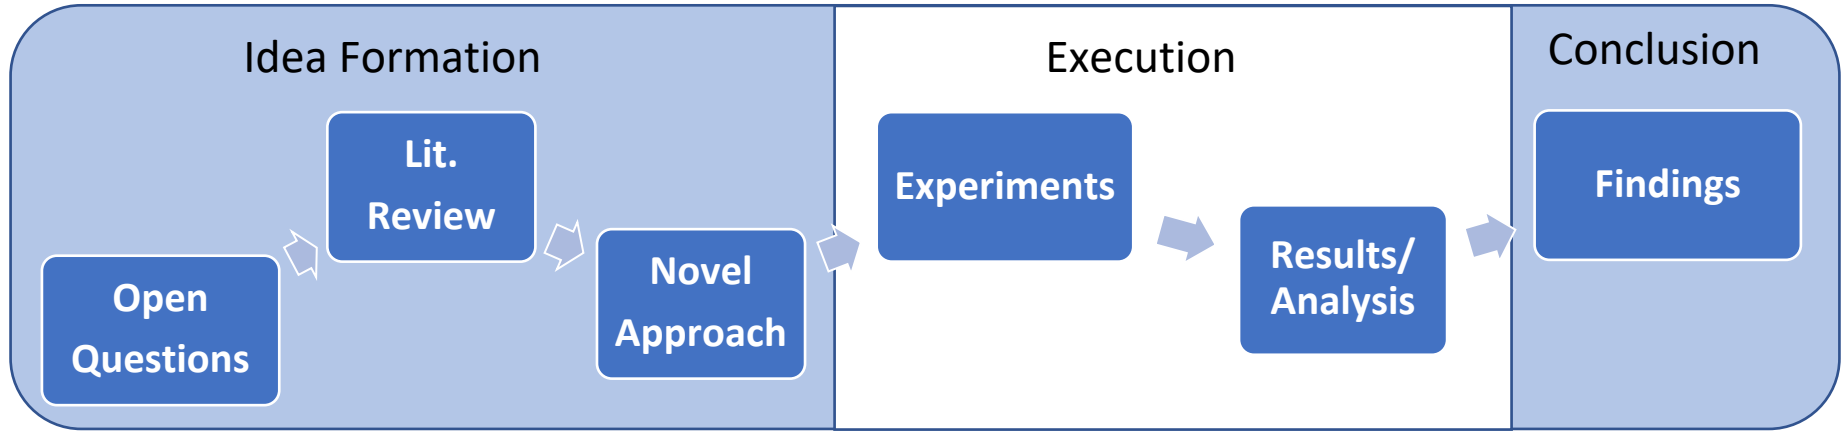 Idea Formation
Open
Questions
Lit.
Review
Novel
Approach
Execution
Experiments
Results/
Analysis
Conclusion
Findings